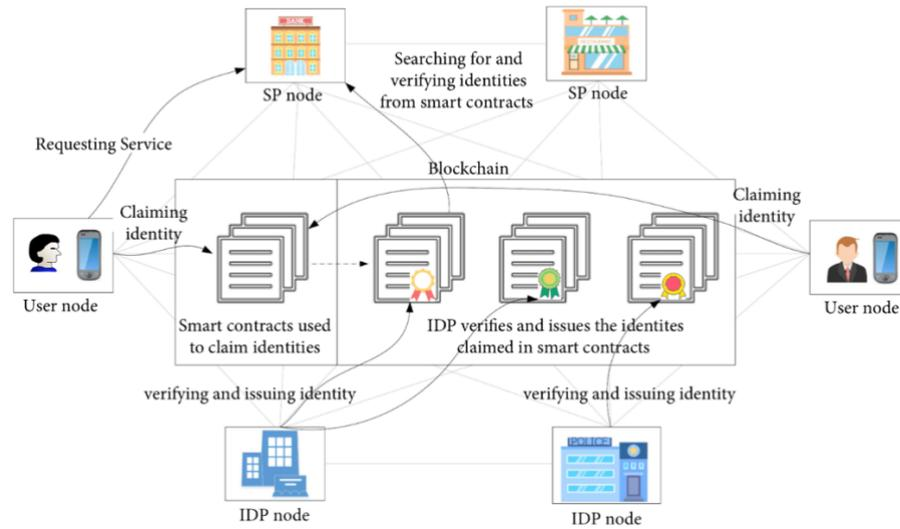 BANK
SP node
Searching for and
verifying identities
from smart contracts
SP node
Requesting Service
Blockchain
Claiming
identity
Claiming
identity
User node
User node
Smart contracts used
to claim identities
IDP verifies and issues the identites
claimed in smart contracts
verifying and issuing identity
verifying and issuing identity
POLICE
IDP node
IDP node